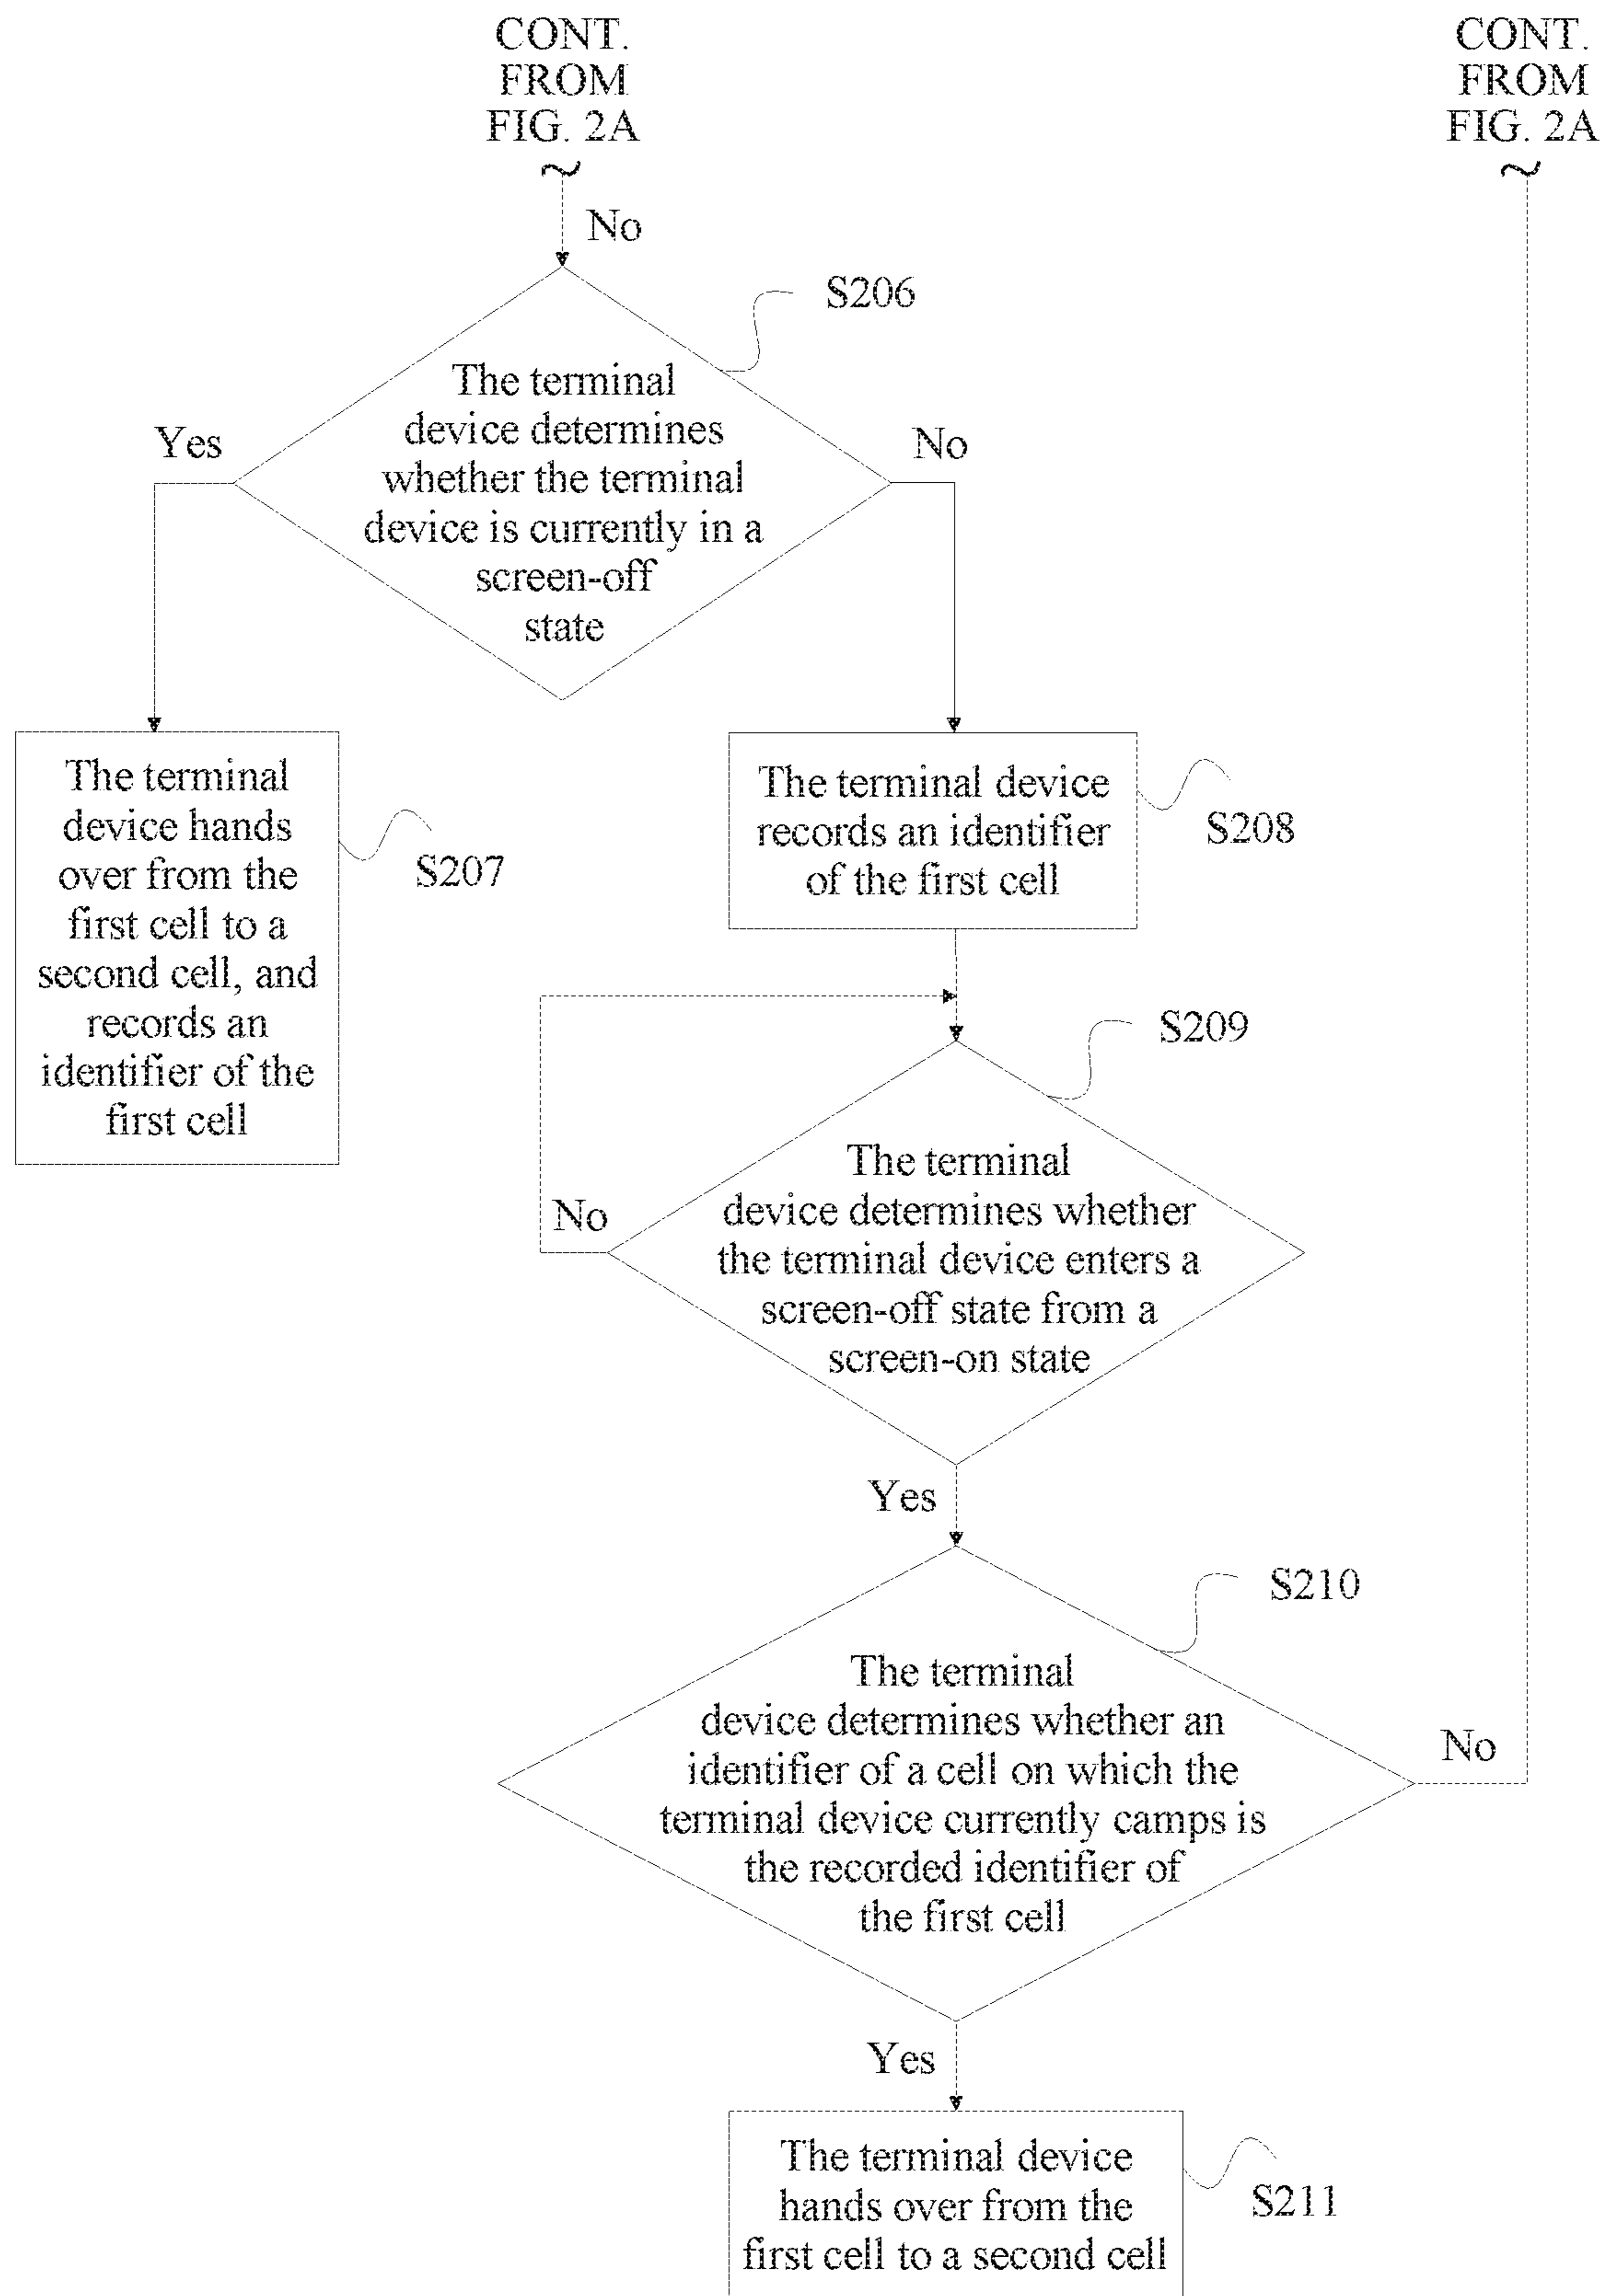 CONT.
FROM
FIG. 2A
CONT.
FROM
FIG. 2A
No
S206
The terminal
device determines
whether the terminal
device is currently in a
screen-off
state
Yes
No
The terminal
device hands
over from the
first cell to a
second cell, and
records an
identifier of the
first cell
S207
The terminal device
records an identifier
of the first cell
S208
S209
The terminal
device determines whether
the terminal device enters a
screen-off state from a
screen-on state
No
Yes
S210
The terminal
device determines whether an
identifier of a cell on which the
terminal device currently camps is
the recorded identifier of
the first cell
No
Yes
The terminal device
hands over from the
first cell to a second cell
S211